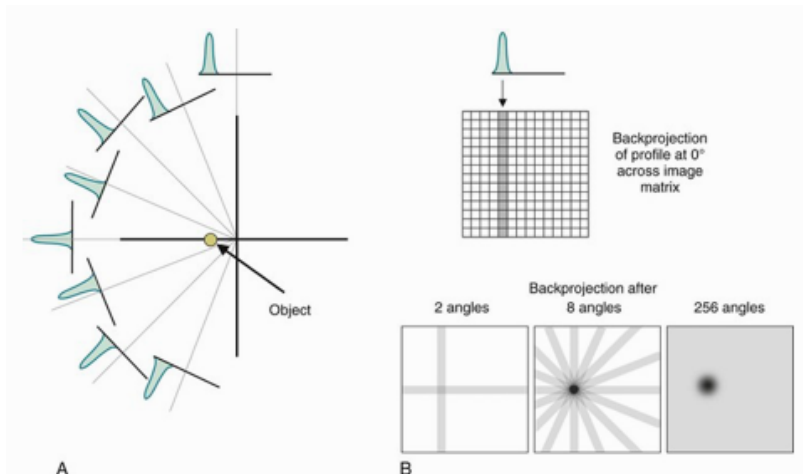 Object
A
Backprojection
of profile at 0°
across image
matrix
Backprojection after
2 angles
8 angles
256 angles
B